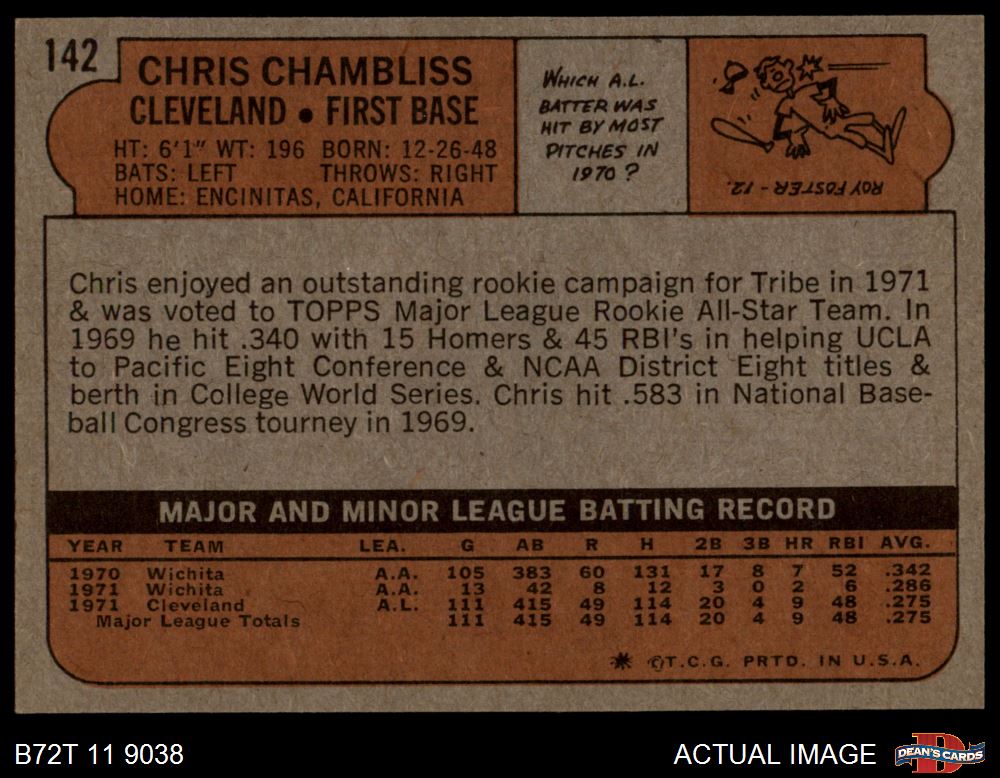 142
CHRIS CHAMBLISS
CLEVELAND • FIRST BASE
HT: 6'1" WT: 196 BORN: 12-26-48
BATS: LEFT THROWS: RIGHT
HOME: ENCINITAS, CALIFORNIA
WHICH A.L.
BATTER WAS
HIT BY MOST
PITCHES IN
1970?
ROY FOSTER - 12.
Chris enjoyed an outstanding rookie campaign for Tribe in 1971
& was voted to TOPPS Major League Rookie All-Star Team. In
1969 he hit .340 with 15 Homers & 45 RBI's in helping UCLA
to Pacific Eight Conference & NCAA District Eight titles &
berth in College World Series. Chris hit .583 in National Base-
ball Congress tourney in 1969.
MAJOR AND MINOR LEAGUE BATTING RECORD
YEAR TEAM LEA. G AB R H 2B 3B HR RBI AVG.
1970 Wichita A.A. 105 383 60 131 17 8 7 52 .342
1971 Wichita A.A. 13 42 8 12 3 0 2 6 .286
1971 Cleveland A.L. 111 415 49 114 20 4 9 48 .275
Major League Totals 111 415 49 114 20 4 9 48 .275
✷ ©T.C.G. PRTD. IN U.S.A.
B72T 11 9038
ACTUAL IMAGE
DEAN'S CARDS